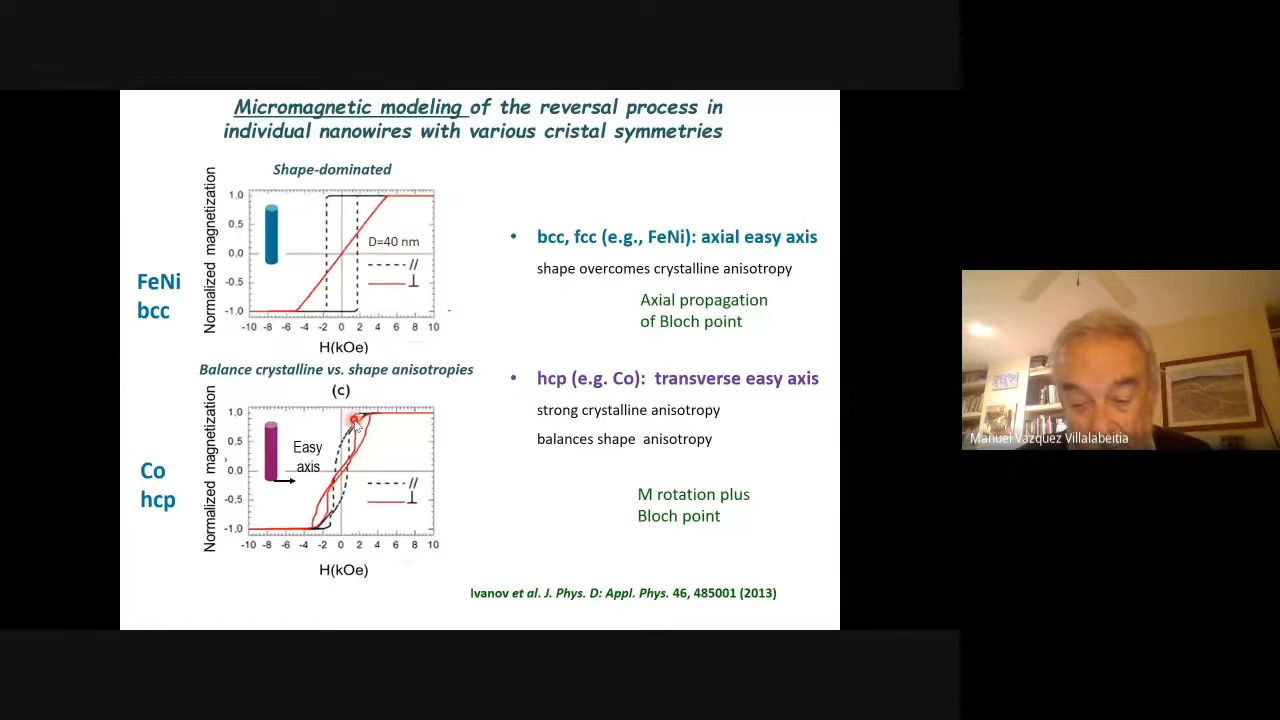 Micromagnetic modeling of the reversal process in
individual nanowires with various cristal symmetries
Shape-dominated
Normalized magnetization
1.0
0.5
0.0
-0.5
-1.0
D=40 nm
//
⊥
-10 -8 -6 -4 -2 0 2 4 6 8 10
H(kOe)
FeNi
bcc
Balance crystalline vs. shape anisotropies
(c)
Normalized magnetization
1.0
0.5
0.0
-0.5
-1.0
Easy
axis
//
⊥
-10 -8 -6 -4 -2 0 2 4 6 8 10
H(kOe)
Co
hcp
• bcc, fcc (e.g., FeNi): axial easy axis
shape overcomes crystalline anisotropy
Axial propagation
of Bloch point
• hcp (e.g. Co): transverse easy axis
strong crystalline anisotropy
balances shape anisotropy
M rotation plus
Bloch point
Ivanov et al. J. Phys. D: Appl. Phys. 46, 485001 (2013)
Manuel Vázquez Villalabeitia